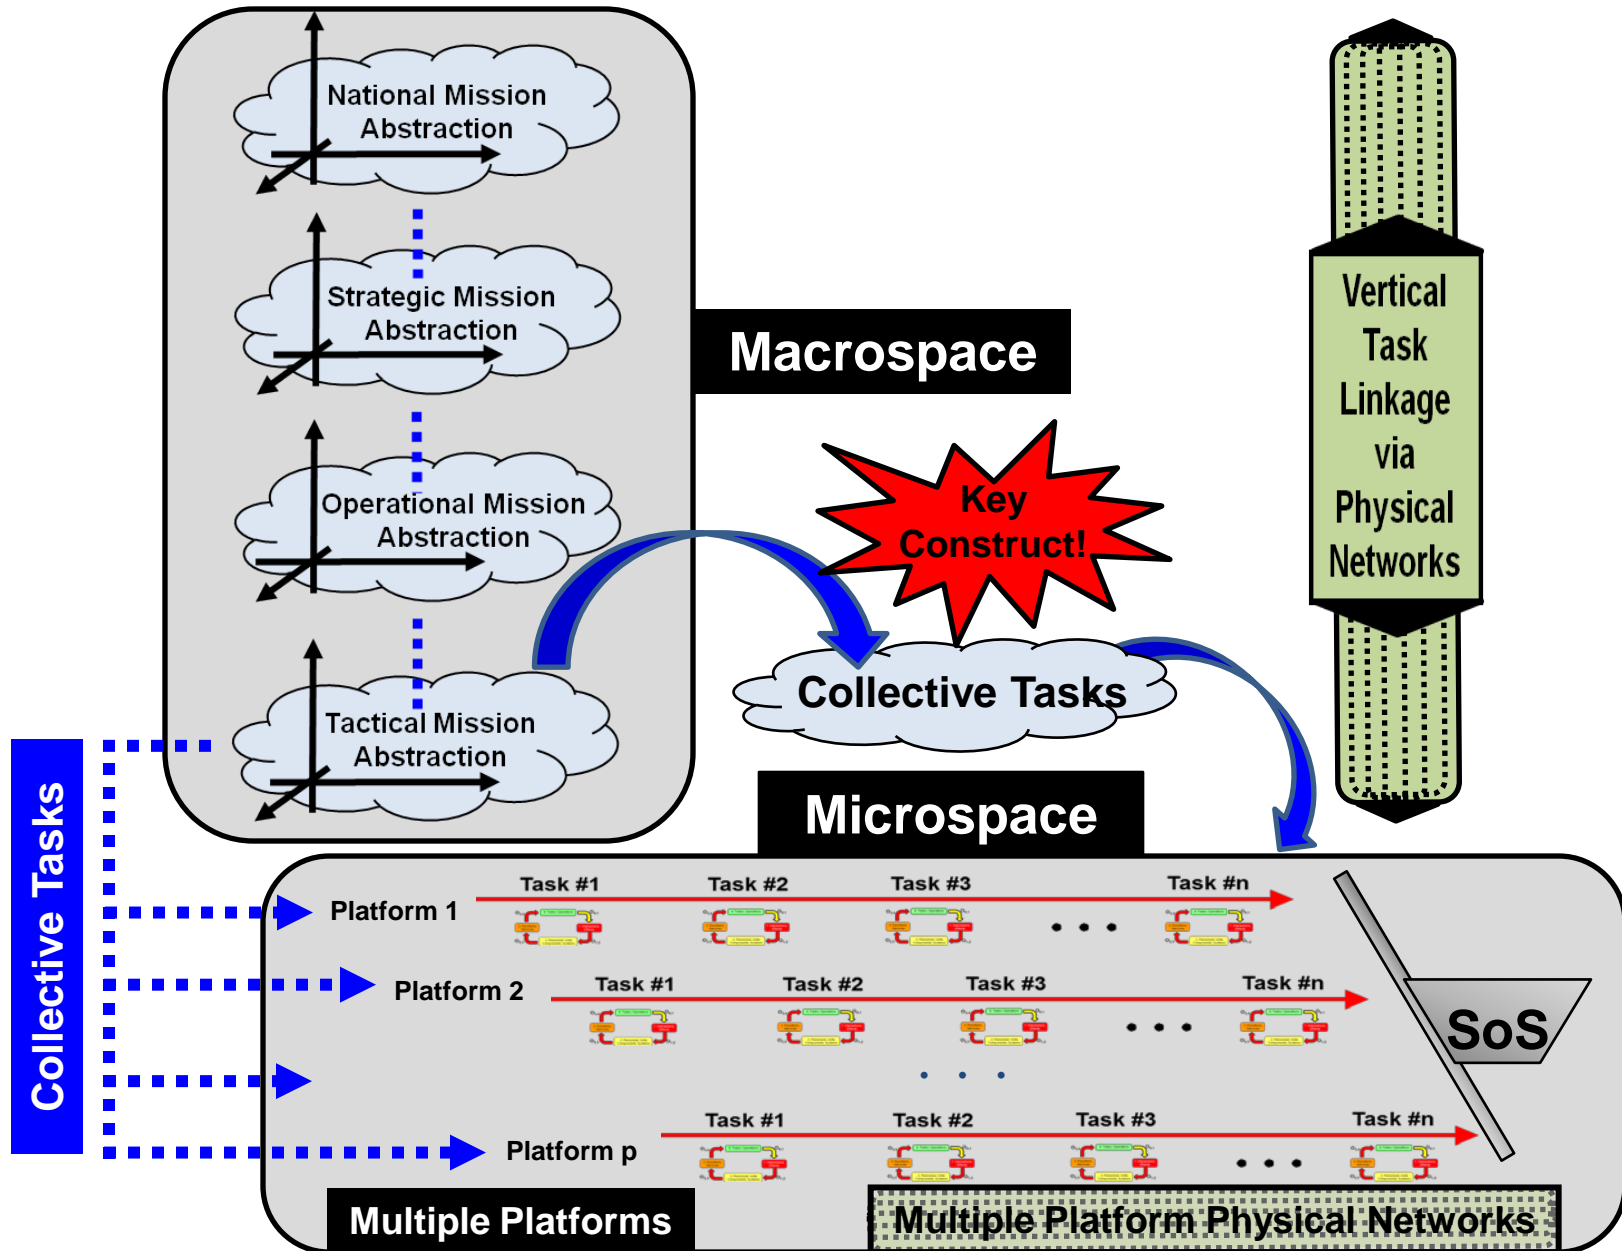 National Mission
Abstraction
Strategic Mission
Abstraction
Operational Mission
Abstraction
Tactical Mission
Abstraction
Macrospace
Key
Construct!
Collective Tasks
Vertical
Task
Linkage
via
Physical
Networks
Microspace
Collective Tasks
Platform 1
Task #1
Task #2
Task #3
Task #n
Platform 2
Task #1
Task #2
Task #3
Task #n
Platform p
Task #1
Task #2
Task #3
Task #n
SoS
Multiple Platforms
Multiple Platform Physical Networks